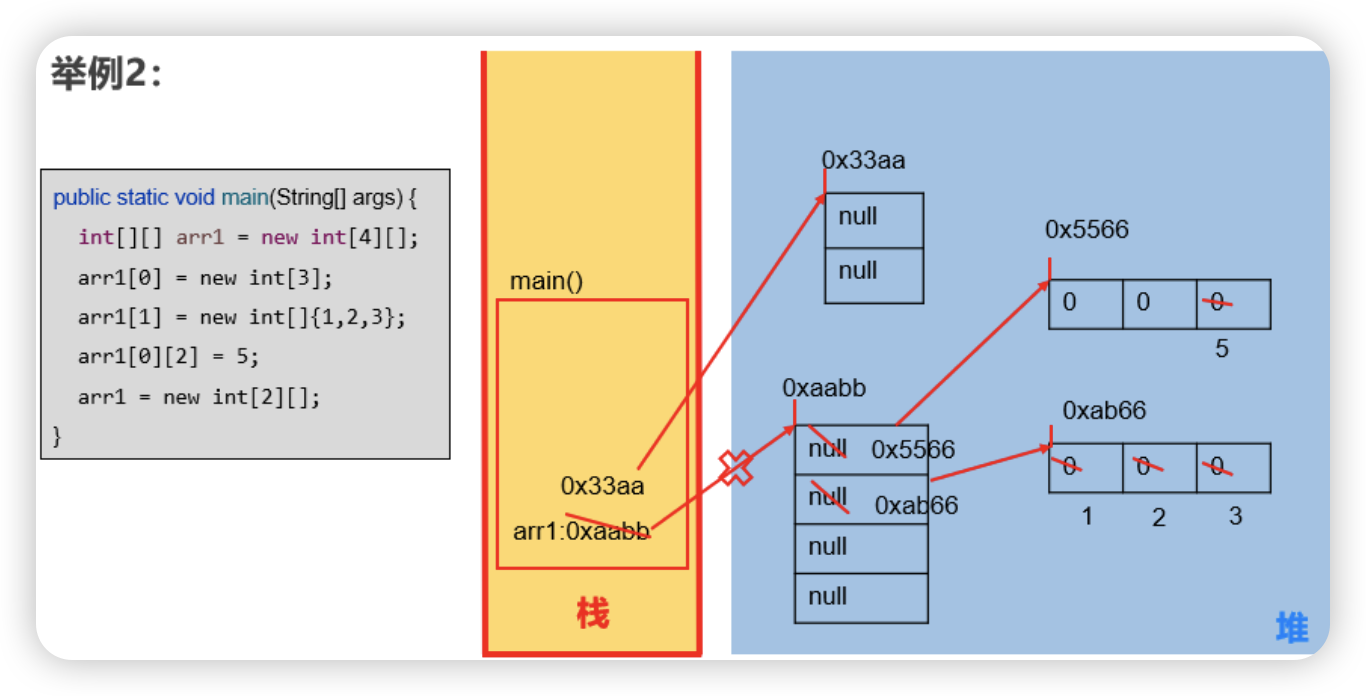 举例2：
public static void main(String[] args) {
int[][] arr1 = new int[4][];
arr1[0] = new int[3];
arr1[1] = new int[]{1,2,3};
arr1[0][2] = 5;
arr1 = new int[2][];
}
main()
0x33aa
arr1:0xaabb
栈
0x33aa
null
null
0x5566
0 0 0
5
0xaabb
null 0x5566
null 0xab66
null
null
0xab66
0 0 0
1 2 3
堆